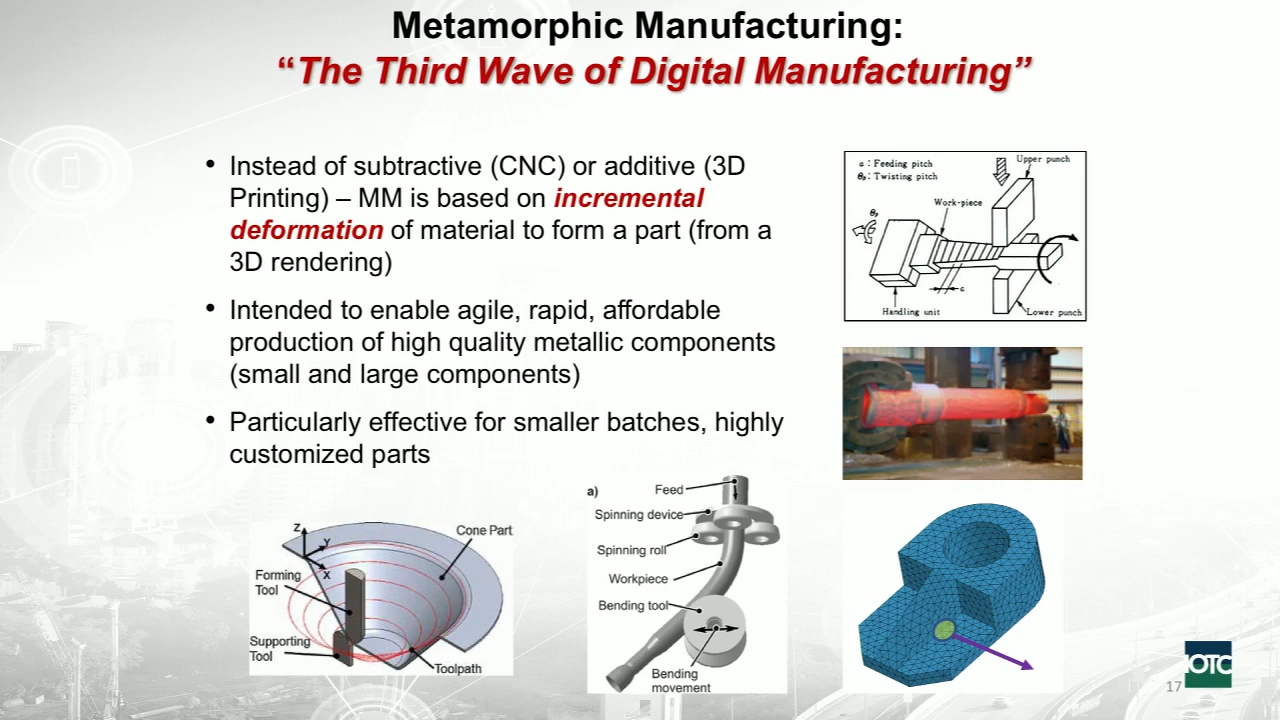 Metamorphic Manufacturing:
“The Third Wave of Digital Manufacturing”
• Instead of subtractive (CNC) or additive (3D
Printing) – MM is based on incremental
deformation of material to form a part (from a
3D rendering)
• Intended to enable agile, rapid, affordable
production of high quality metallic components
(small and large components)
• Particularly effective for smaller batches, highly
customized parts
a : Feeding pitch
θp : Twisting pitch
Upper punch
Work-piece
θp
a
Handling unit
Lower punch
Z
Y
X
Cone Part
Forming
Tool
Supporting
Tool
Toolpath
a)
Feed
Spinning device
Spinning roll
Workpiece
Bending tool
Bending
movement
OTC
17